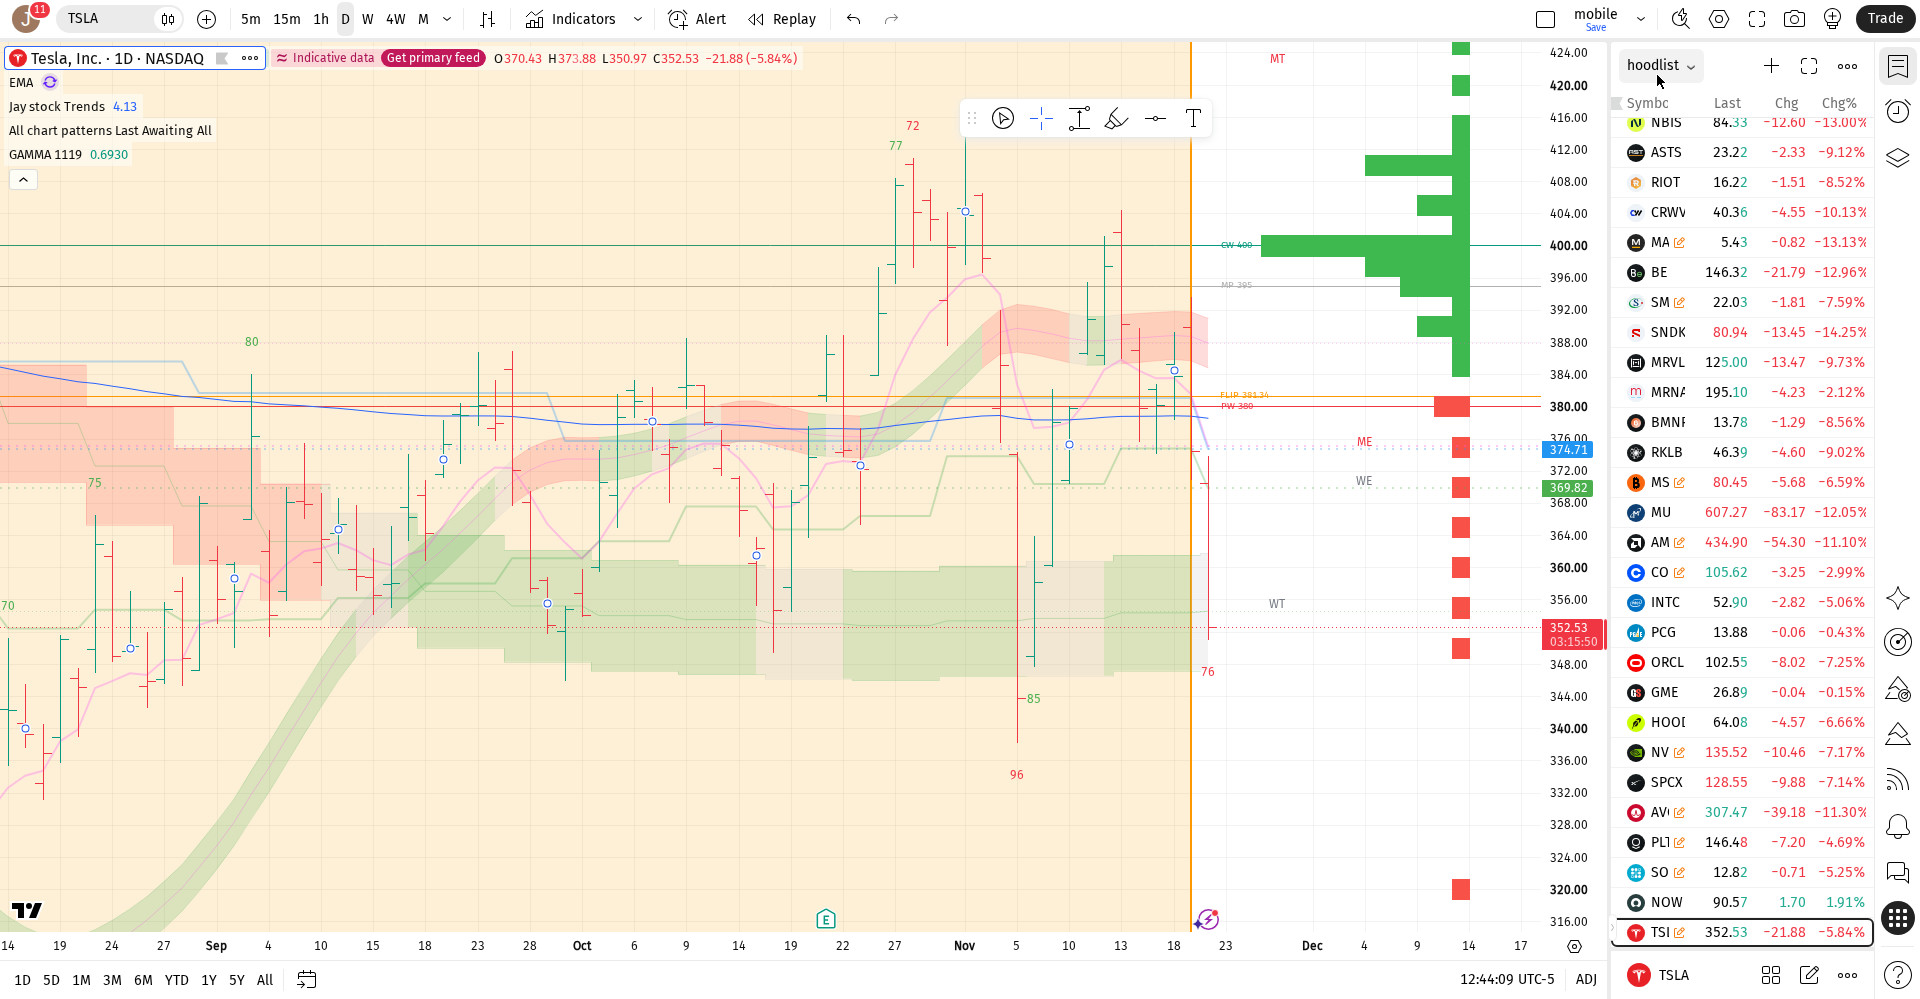 J 11 TSLA 5m 15m 1h D W 4W M Indicators Alert Replay mobile Save Trade
Tesla, Inc. · 1D · NASDAQ Indicative data Get primary feed O370.43 H373.88 L350.97 C352.53 −21.88 (−5.84%)
EMA
Jay stock Trends 4.13
All chart patterns Last Awaiting All
GAMMA 1119 0.6930
MT
72
77
80
75
70
85
96
76
CW 400
MP 395
FLIP 381.34
PW 380
ME
WE
WT
424.00
420.00
416.00
412.00
408.00
404.00
400.00
396.00
392.00
388.00
384.00
380.00
376.00
374.71
372.00
369.82
368.00
364.00
360.00
356.00
352.53
03:15:50
348.00
344.00
340.00
336.00
332.00
328.00
324.00
320.00
316.00
E
14 19 24 27 Sep 4 10 15 18 23 28 Oct 6 9 14 19 22 27 Nov 5 10 13 18 23 Dec 4 9 14 17
1D 5D 1M 3M 6M YTD 1Y 5Y All 12:44:09 UTC-5 ADJ
hoodlist
Symbc Last Chg Chg%
NBIS 84.33 −12.60 −13.00%
ASTS 23.22 −2.33 −9.12%
RIOT 16.22 −1.51 −8.52%
CRWV 40.36 −4.55 −10.13%
MA 5.43 −0.82 −13.13%
BE 146.32 −21.79 −12.96%
SM 22.03 −1.81 −7.59%
SNDK 80.94 −13.45 −14.25%
MRVL 125.00 −13.47 −9.73%
MRNA 195.10 −4.23 −2.12%
BMNR 13.78 −1.29 −8.56%
RKLB 46.39 −4.60 −9.02%
MS 80.45 −5.68 −6.59%
MU 607.27 −83.17 −12.05%
AM 434.90 −54.30 −11.10%
CO 105.62 −3.25 −2.99%
INTC 52.90 −2.82 −5.06%
PCG 13.88 −0.06 −0.43%
ORCL 102.55 −8.02 −7.25%
GME 26.89 −0.04 −0.15%
HOOD 64.08 −4.57 −6.66%
NV 135.52 −10.46 −7.17%
SPCX 128.55 −9.88 −7.14%
AV 307.47 −39.18 −11.30%
PL 146.48 −7.20 −4.69%
SO 12.82 −0.71 −5.25%
NOW 90.57 1.70 1.91%
TSL 352.53 −21.88 −5.84%
TSLA